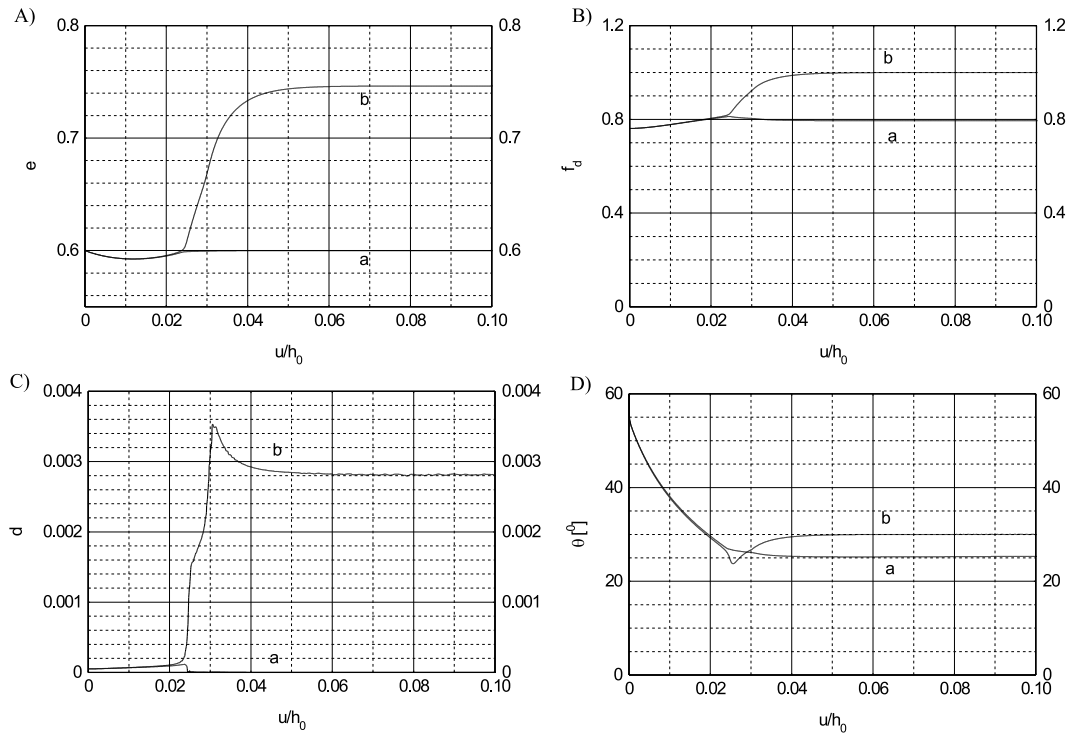 A)
0.8 0.8
0.7 0.7
0.6 0.6
e
b
a
0 0.02 0.04 0.06 0.08 0.10
u/h0
B)
1.2 1.2
0.8 0.8
0.4 0.4
0 0
fd
b
a
0 0.02 0.04 0.06 0.08 0.10
u/h0
C)
0.004 0.004
0.003 0.003
0.002 0.002
0.001 0.001
0 0
d
b
a
0 0.02 0.04 0.06 0.08 0.10
u/h0
D)
60 60
40 40
20 20
0 0
θ [0]
b
a
0 0.02 0.04 0.06 0.08 0.10
u/h0